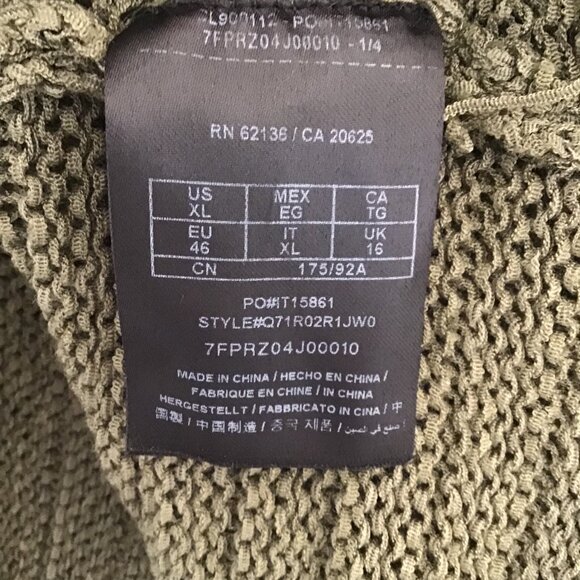 PO#IT15861
7FPRZ04J00010 - 1/4
RN 62136 / CA 20625
US MEX CA
XL EG TG
EU IT UK
46 XL 16
CN 175/92A
PO#IT15861
STYLE#Q71R02R1JW0
7FPRZ04J00010
MADE IN CHINA / HECHO EN CHINA /
FABRIQUE EN CHINE / IN CHINA
HERGESTELLT / FABBRICATO IN CINA / 中
國製 / 中国制造 / 중국 제품 / صنع في الصين